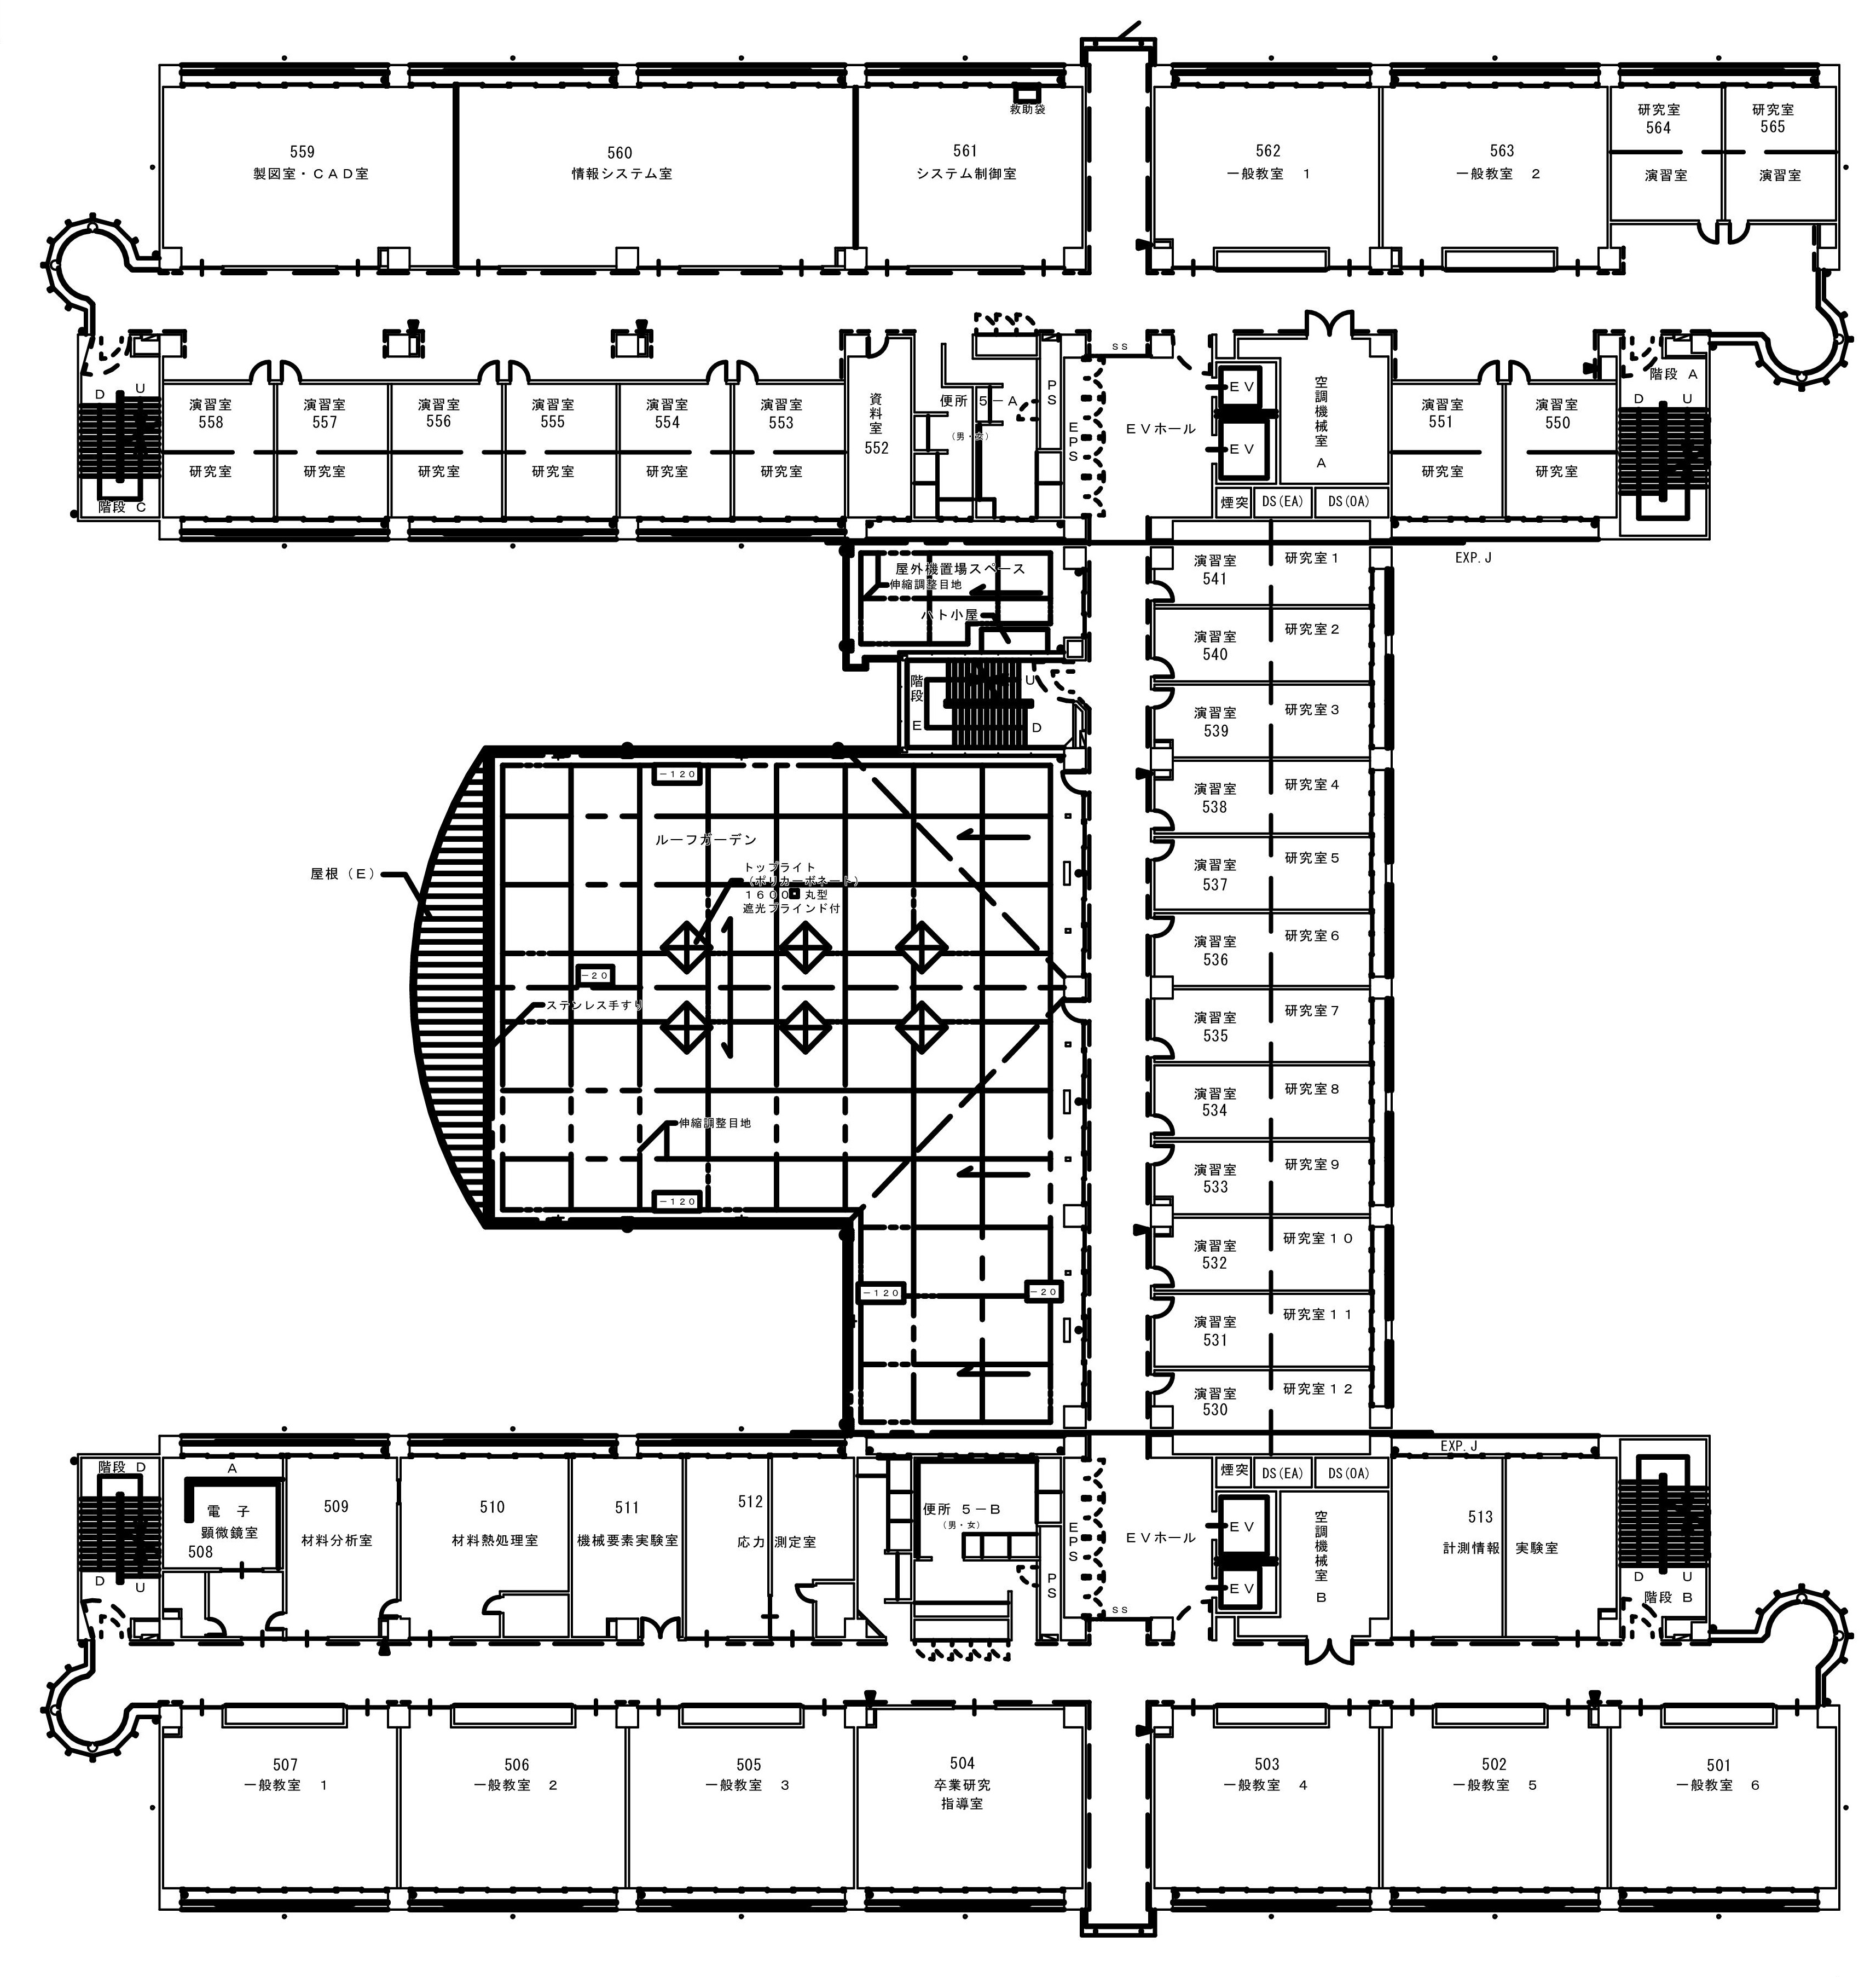 救助袋
559
製図室・ＣＡＤ室
560
情報システム室
561
システム制御室
562
一般教室　１
563
一般教室　２
研究室
564
演習室
研究室
565
演習室
D
U
階段 C
演習室
558
研究室
演習室
557
研究室
演習室
556
研究室
演習室
555
研究室
演習室
554
研究室
演習室
553
研究室
資料室
552
便所　５－Ａ
（男・女）
PS
EPS
SS
ＥＶホール
EV
EV
空調機械室 A
煙突
DS(EA)
DS(OA)
演習室
551
研究室
演習室
550
研究室
階段 A
D
U
EXP.J
屋外機置場スペース
伸縮調整目地
ハト小屋
階段 E
U
D
演習室
541
研究室１
演習室
540
研究室２
演習室
539
研究室３
演習室
538
研究室４
演習室
537
研究室５
演習室
536
研究室６
演習室
535
研究室７
演習室
534
研究室８
演習室
533
研究室９
演習室
532
研究室１０
演習室
531
研究室１１
演習室
530
研究室１２
－１２０
ルーフガーデン
トップライト
（ポリカーボネート）
１６００ 丸型
遮光ブラインド付
屋根（Ｅ）
－２０
ステンレス手すり
伸縮調整目地
－１２０
－１２０
－２０
EXP.J
階段 D
D
U
A
電　子
顕微鏡室
508
509
材料分析室
510
材料熱処理室
511
機械要素実験室
512
応力 測定室
便所 ５－Ｂ
（男・女）
PS
EPS
SS
ＥＶホール
煙突
DS(EA)
DS(OA)
EV
EV
空調機械室 B
513
計測情報 実験室
D
U
階段 B
507
一般教室　１
506
一般教室　２
505
一般教室　３
504
卒業研究
指導室
503
一般教室　４
502
一般教室　５
501
一般教室　６